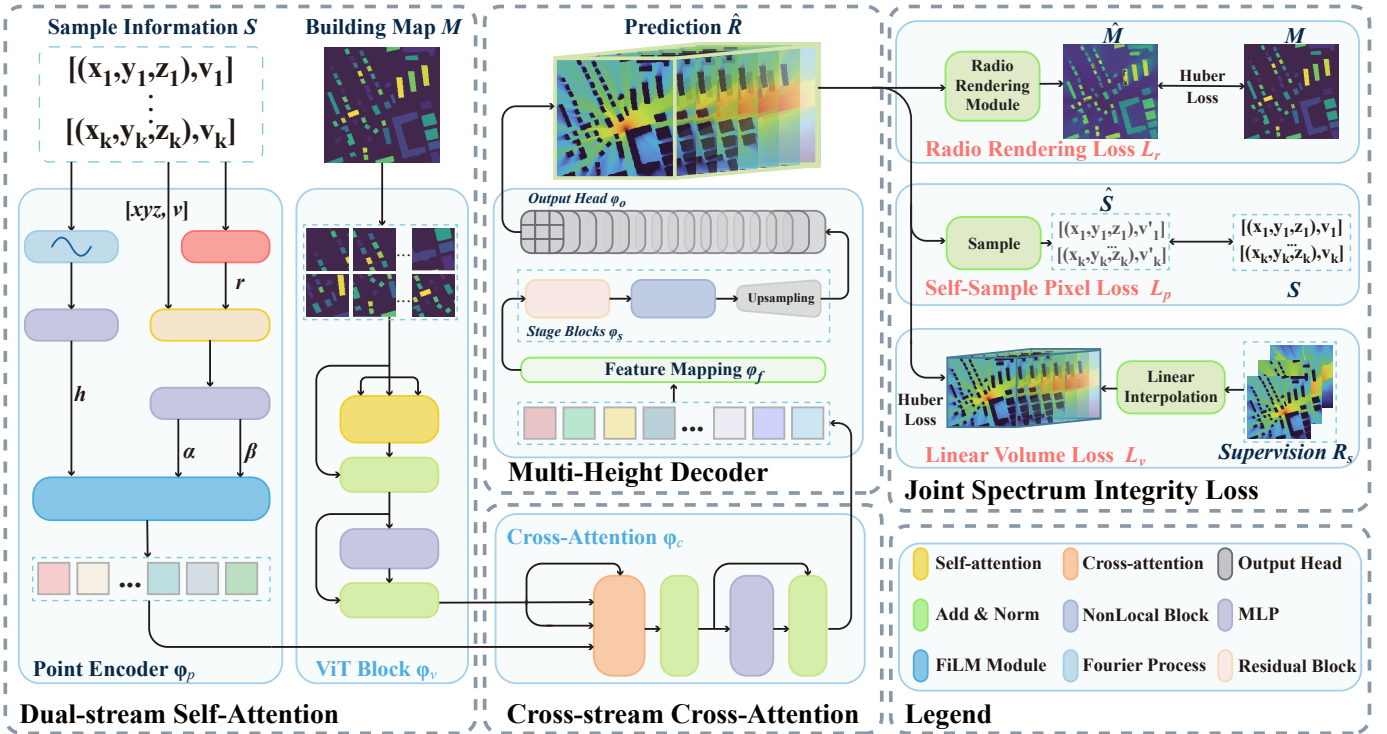 Sample Information S
[(x1,y1,z1),v1]
⋮
[(xk,yk,zk),vk]
Building Map M
[xyz, v]
r
h
α
β
...
...
...
Point Encoder φp
ViT Block φv
Dual-stream Self-Attention
Prediction R̂
Output Head φo
Upsampling
Stage Blocks φs
Feature Mapping φf
...
Multi-Height Decoder
Cross-Attention φc
Cross-stream Cross-Attention
M̂
M
Radio
Rendering
Module
Huber
Loss
Radio Rendering Loss Lr
Ŝ
Sample
[(x1,y1,z1),v'1]
...
[(xk,yk,zk),v'k]
[(x1,y1,z1),v1]
...
[(xk,yk,zk),vk]
Self-Sample Pixel Loss Lp
S
Huber
Loss
Linear
Interpolation
Linear Volume Loss Lv
Supervision Rs
Joint Spectrum Integrity Loss
Self-attention
Cross-attention
Output Head
Add & Norm
NonLocal Block
MLP
FiLM Module
Fourier Process
Residual Block
Legend